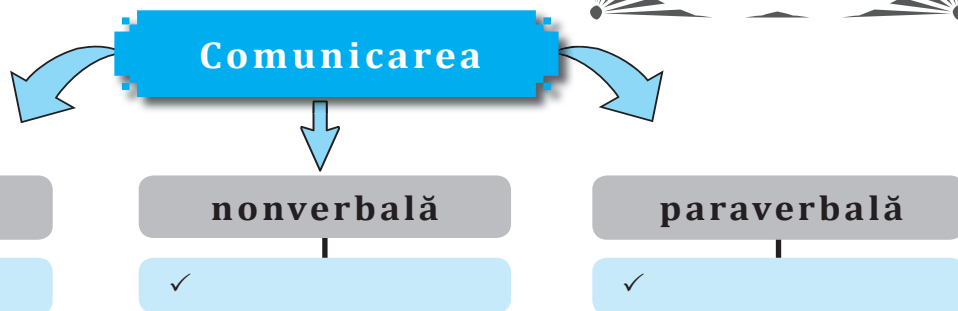 Comunicarea
nonverbală
paraverbală
✓
✓